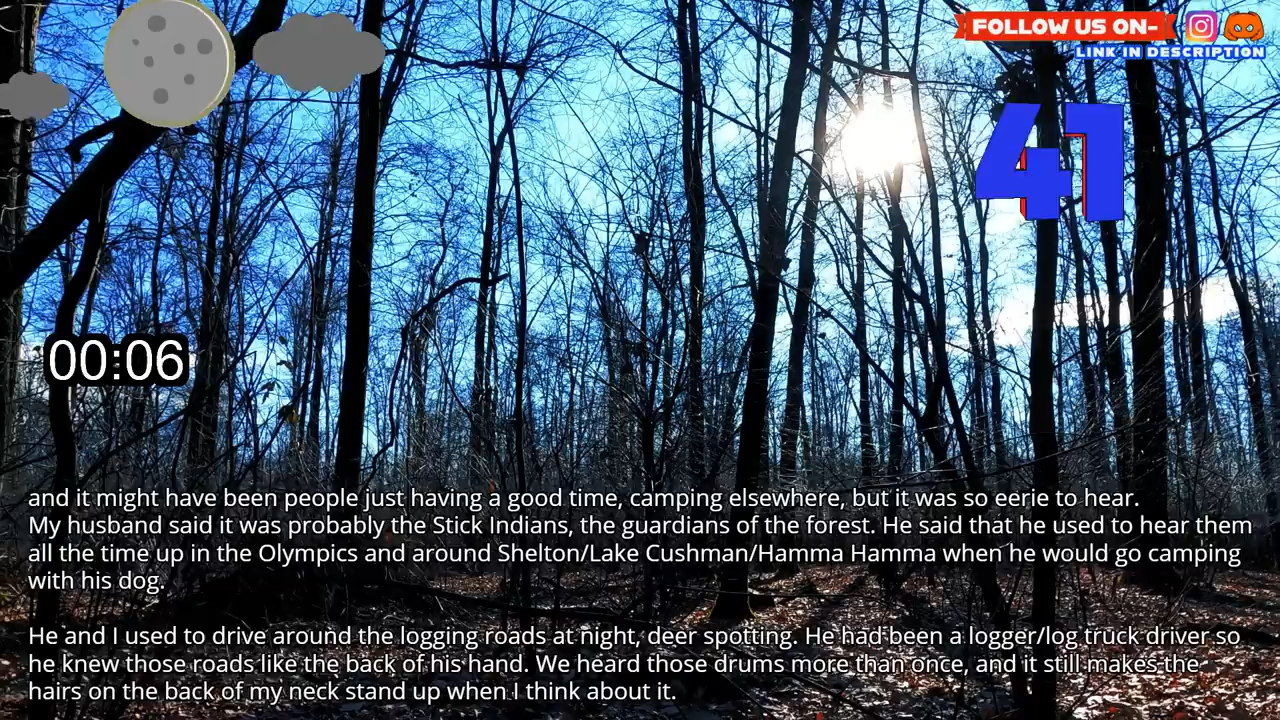 FOLLOW US ON-
LINK IN DESCRIPTION
41
00:06
and it might have been people just having a good time, camping elsewhere, but it was so eerie to hear.
My husband said it was probably the Stick Indians, the guardians of the forest. He said that he used to hear them
all the time up in the Olympics and around Shelton/Lake Cushman/Hamma Hamma when he would go camping
with his dog.
He and I used to drive around the logging roads at night, deer spotting. He had been a logger/log truck driver so
he knew those roads like the back of his hand. We heard those drums more than once, and it still makes the
hairs on the back of my neck stand up when I think about it.